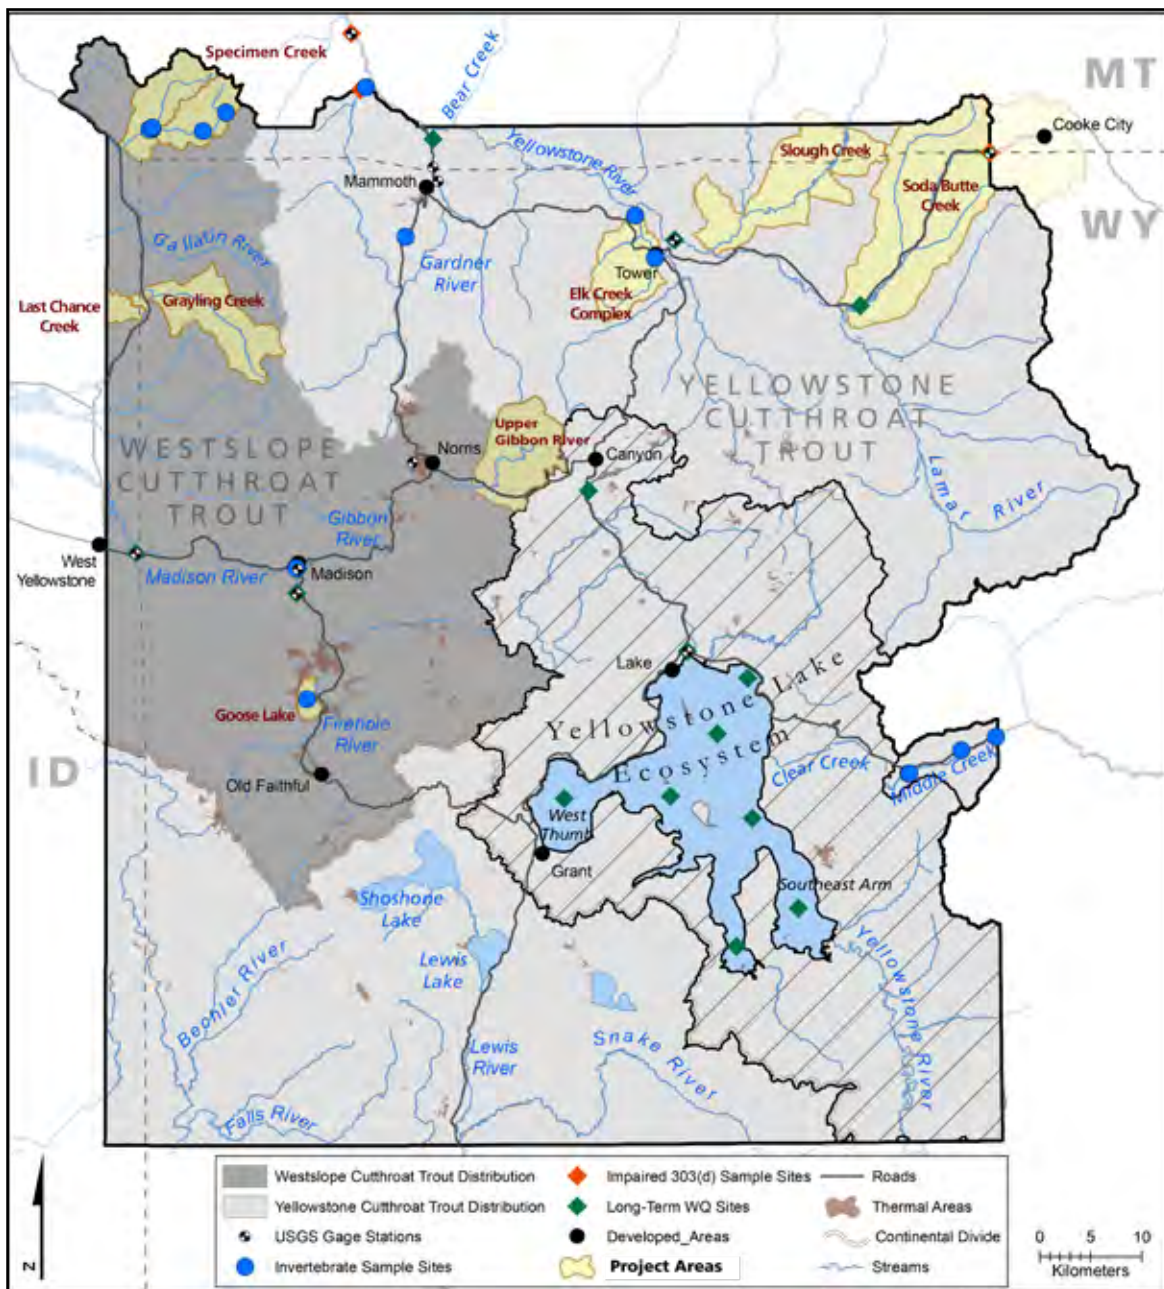 Specimen Creek
Bear Creek
MT
Cooke City
Yellowstone River
Slough Creek
Mammoth
Soda Butte
Creek
WY
Gallatin River
Gardner
River
Tower
Elk Creek
Complex
Last Chance
Creek
Grayling Creek
YELLOWSTONE
CUTTHROAT
TROUT
Upper
Gibbon River
WESTSLOPE
CUTTHROAT
TROUT
Norris
Canyon
Lamar River
Gibbon
River
West
Yellowstone
Madison River
Madison
Lake
Yellowstone Lake
Ecosystem
Goose Lake
Firehole
River
ID
Clear Creek
Middle Creek
Old Faithful
West
Thumb
Grant
Southeast Arm
Shoshone
Lake
Lewis
Lake
Yellowstone River
Bechler River
Lewis
River
Snake River
Falls River
Westslope Cutthroat Trout Distribution
Impaired 303(d) Sample Sites
Roads
Yellowstone Cutthroat Trout Distribution
Long-Term WQ Sites
Thermal Areas
USGS Gage Stations
Developed_Areas
Continental Divide
Invertebrate Sample Sites
Project Areas
Streams
0 5 10
Kilometers
N